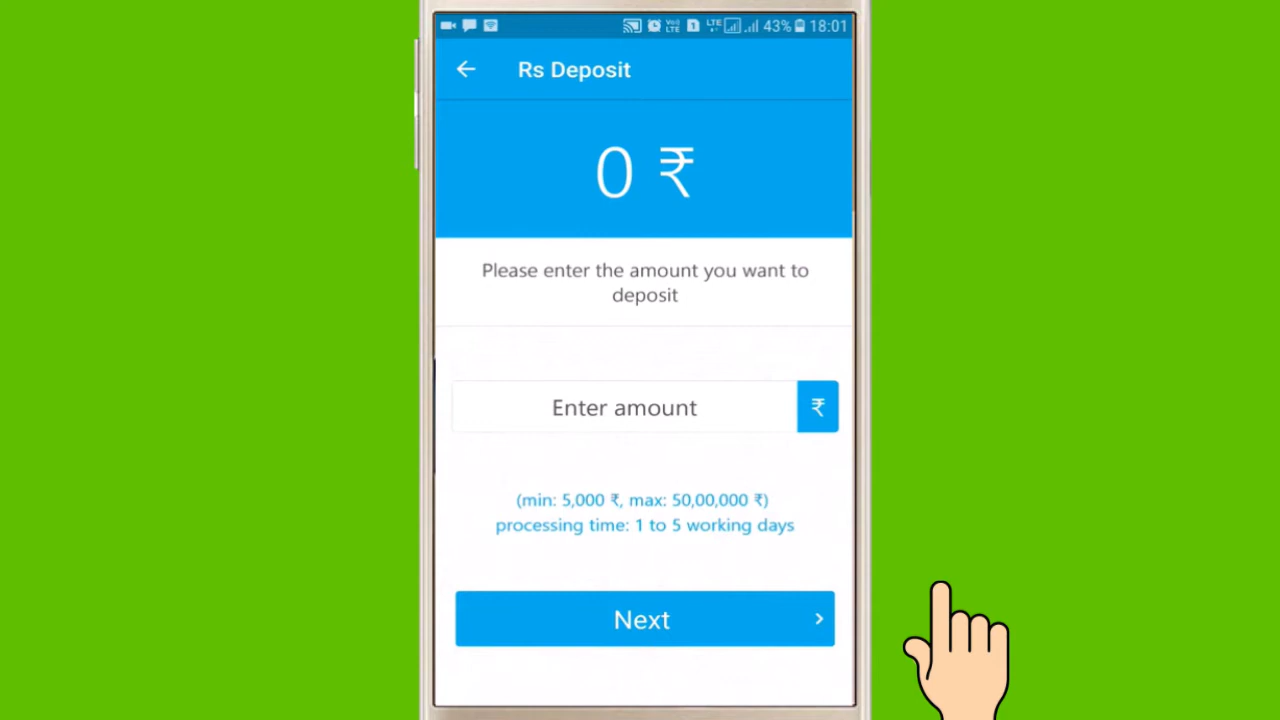 43% 18:01
Rs Deposit
0 ₹
Please enter the amount you want to
deposit
Enter amount ₹
(min: 5,000 ₹, max: 50,00,000 ₹)
processing time: 1 to 5 working days
Next